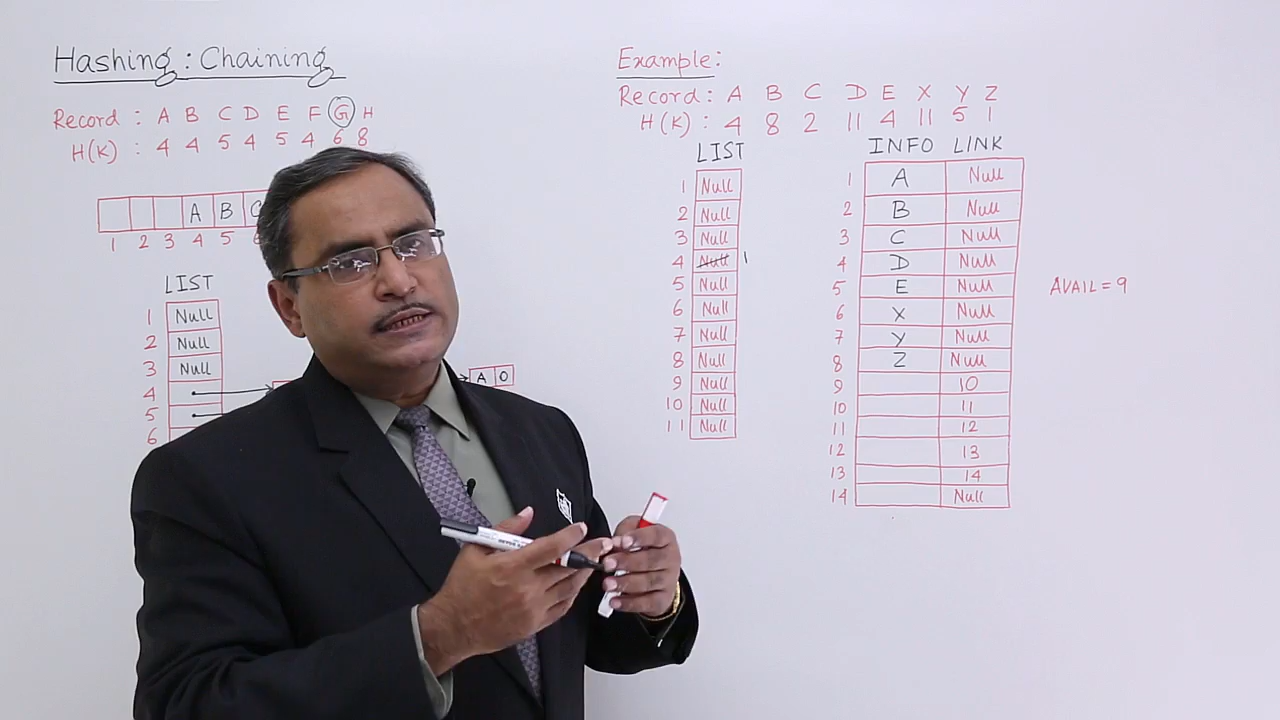 Hashing : Chaining
Record : A B C D E F G H
H(K) : 4 4 5 4 5 4 6 8
A B C
1 2 3 4 5 6
LIST
1 Null
2 Null
3 Null
4
5
6
A 0
Example:
Record : A B C D E X Y Z
H(K) : 4 8 2 11 4 11 5 1
LIST
1 Null
2 Null
3 Null
4 Null 1
5 Null
6 Null
7 Null
8 Null
9 Null
10 Null
11 Null
INFO LINK
1 A Null
2 B Null
3 C Null
4 D Null
5 E Null
6 X Null
7 Y Null
8 Z Null
9 10
10 11
11 12
12 13
13 14
14 Null
AVAIL = 9